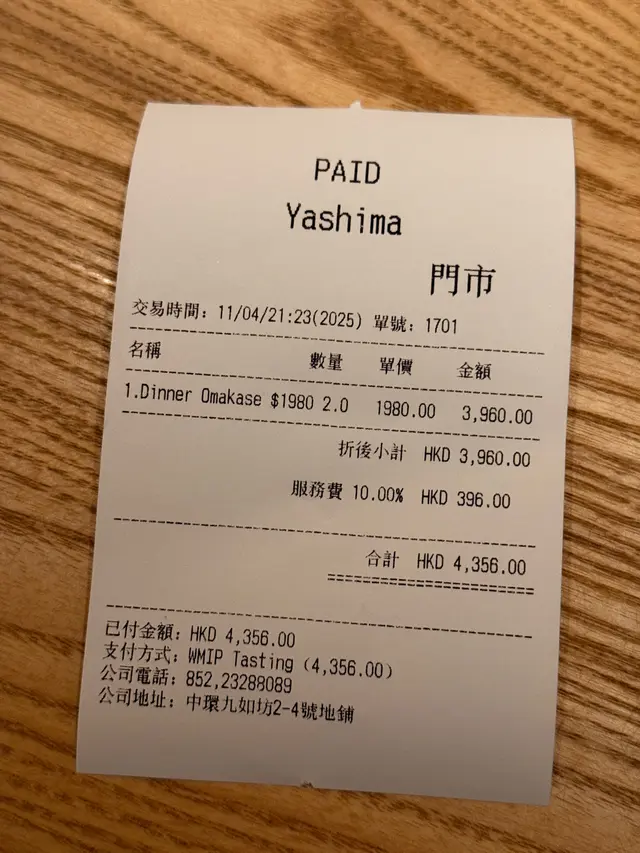 PAID
Yashima
門市
交易時間: 11/04/21:23(2025) 單號: 1701
名稱 數量 單價 金額
1.Dinner Omakase $1980 2.0 1980.00 3,960.00
折後小計 HKD 3,960.00
服務費 10.00% HKD 396.00
合計 HKD 4,356.00
已付金額: HKD 4,356.00
支付方式: WMIP Tasting (4,356.00)
公司電話: 852,23288089
公司地址: 中環九如坊2-4號地鋪